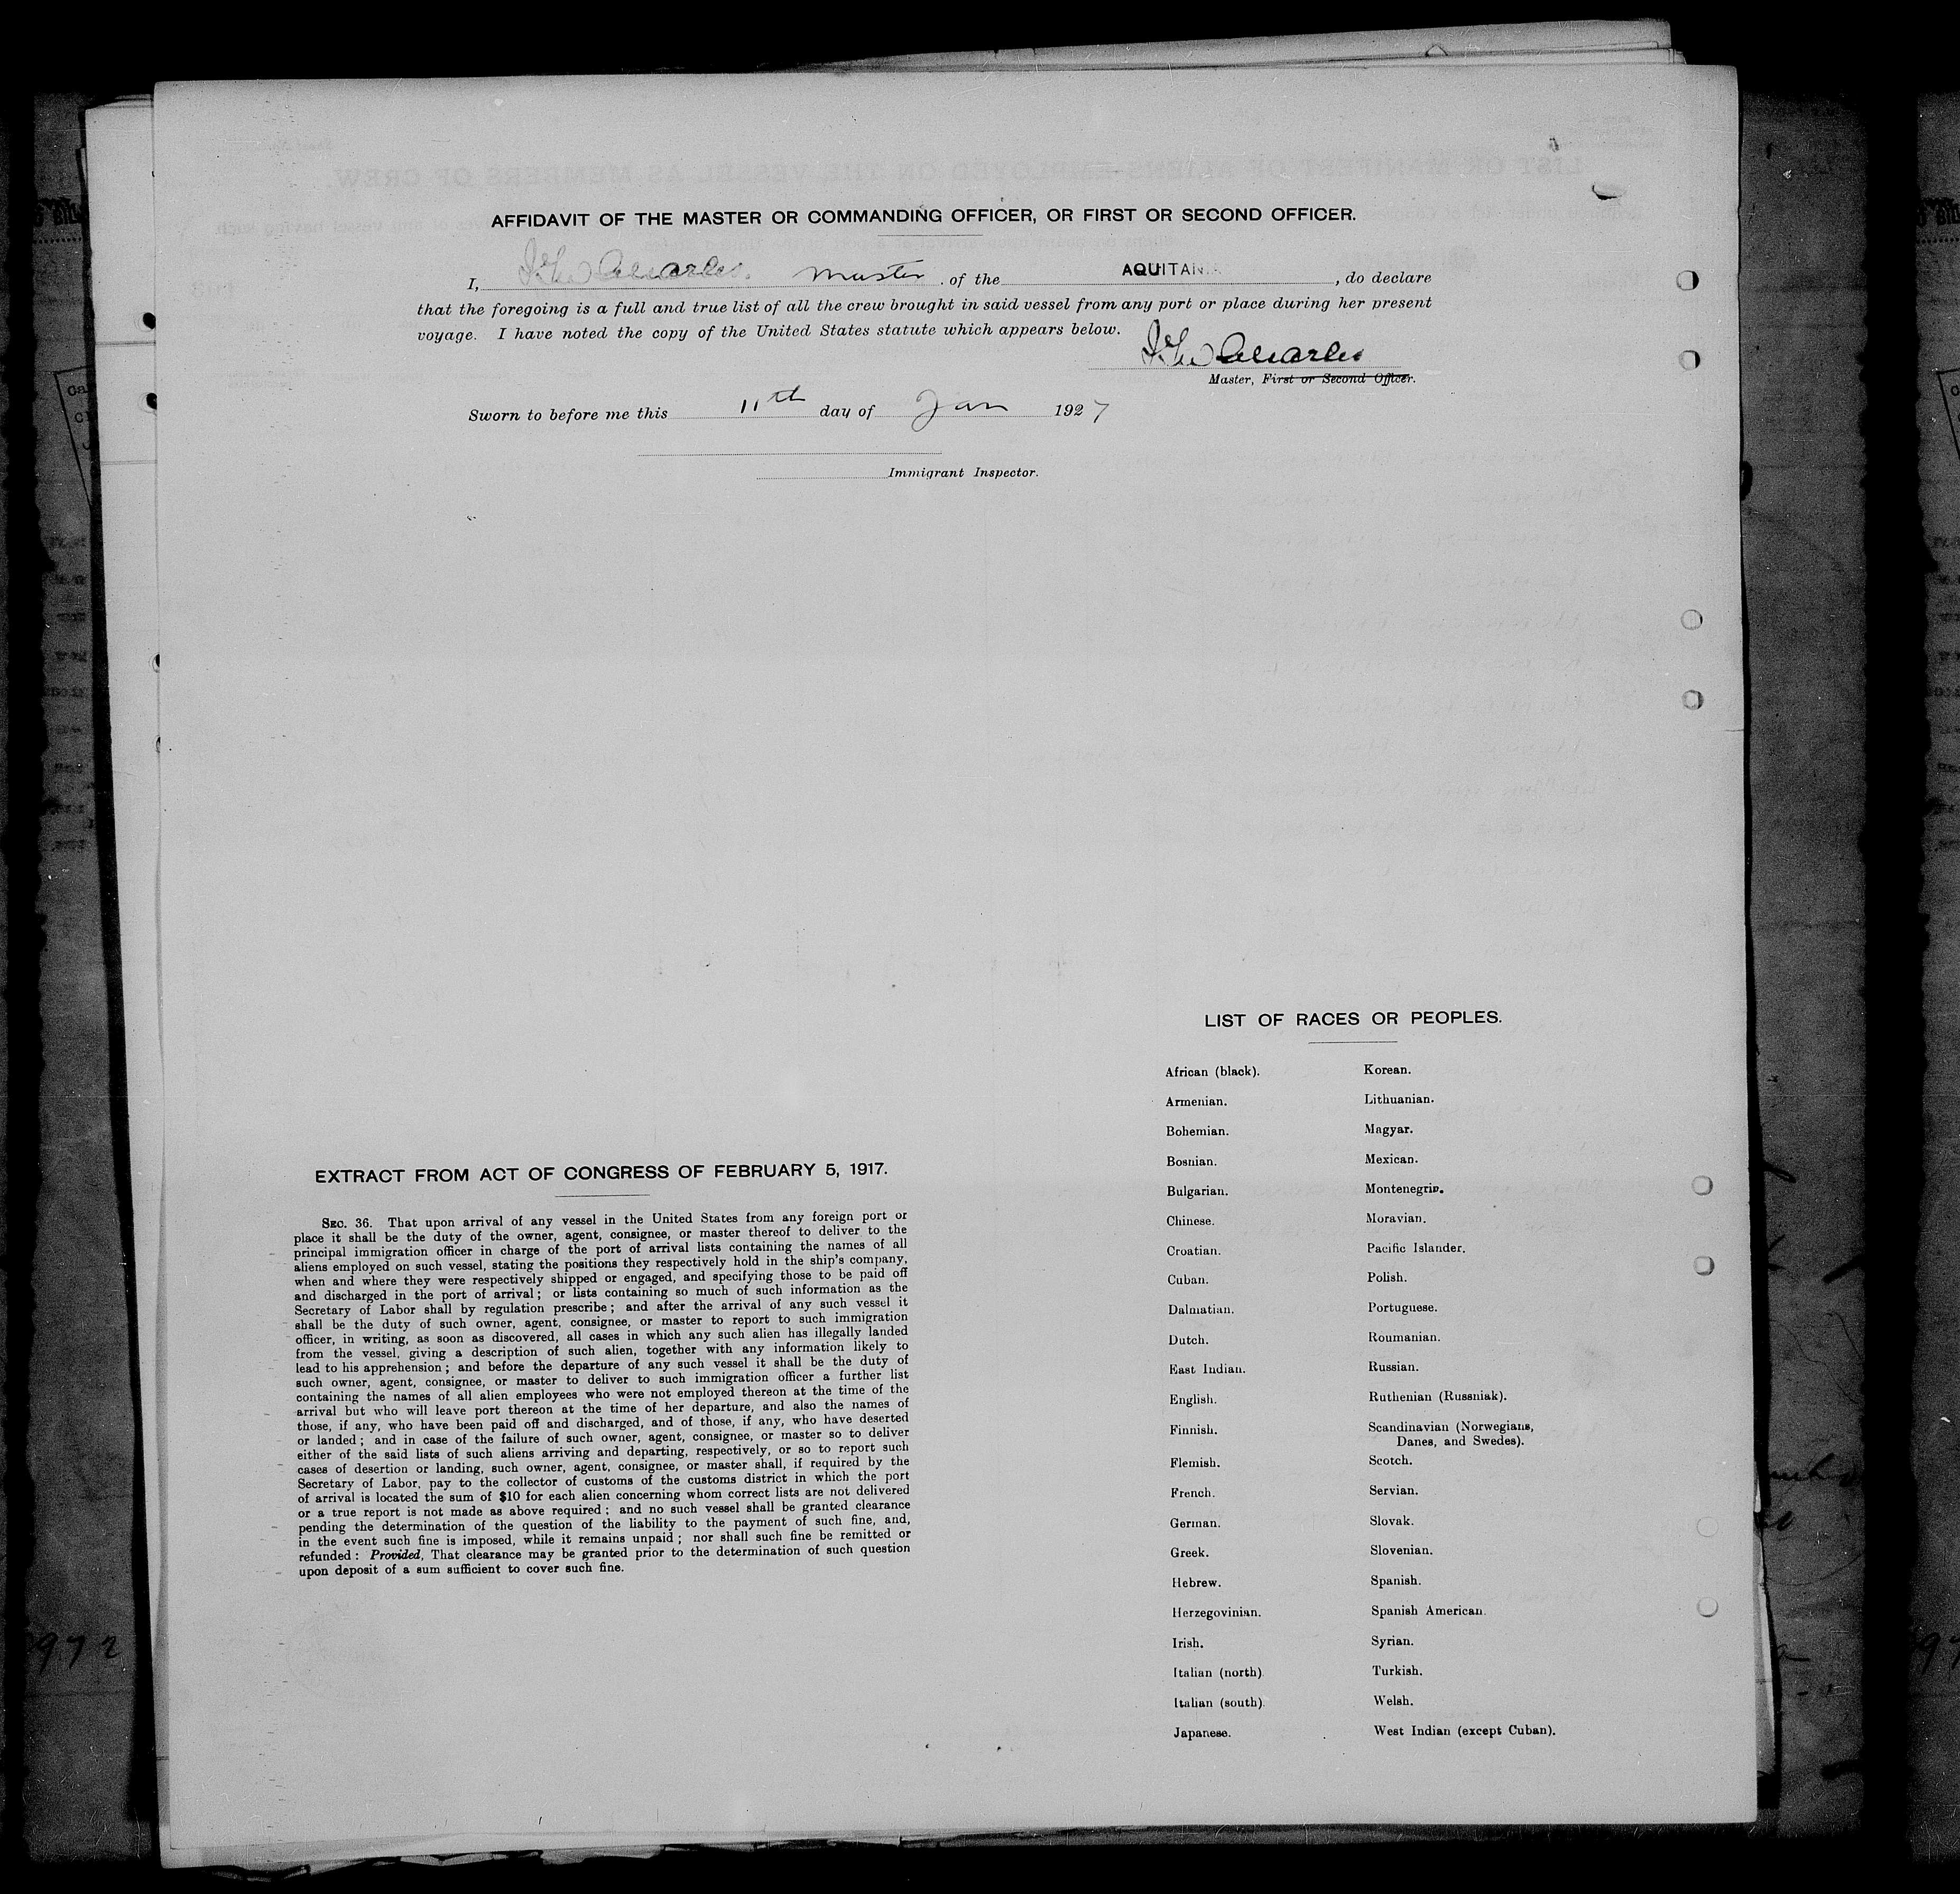 AFFIDAVIT OF THE MASTER OR COMMANDING OFFICER, OR FIRST OR SECOND OFFICER.
I, Master of the AQUITANIA, do declare
that the foregoing is a full and true list of all the crew brought in said vessel from any port or place during her present
voyage. I have noted the copy of the United States statute which appears below.
Master, First or Second Officer.
Sworn to before me this 11th day of Jan 1927
Immigrant Inspector.
EXTRACT FROM ACT OF CONGRESS OF FEBRUARY 5, 1917.
SEC. 36. That upon arrival of any vessel in the United States from any foreign port or
place it shall be the duty of the owner, agent, consignee, or master thereof to deliver to the
principal immigration officer in charge of the port of arrival lists containing the names of all
aliens employed on such vessel, stating the positions they respectively hold in the ship's company,
when and where they were respectively shipped or engaged, and specifying those to be paid off
and discharged in the port of arrival; or lists containing so much of such information as the
Secretary of Labor shall by regulation prescribe; and after the arrival of any such vessel it
shall be the duty of such owner, agent, consignee, or master to report to such immigration
officer, in writing, as soon as discovered, all cases in which any such alien has illegally landed
from the vessel, giving a description of such alien, together with any information likely to
lead to his apprehension; and before the departure of any such vessel it shall be the duty of
such owner, agent, consignee, or master to deliver to such immigration officer a further list
containing the names of all alien employees who were not employed thereon at the time of the
arrival but who will leave port thereon at the time of her departure, and also the names of
those, if any, who have been paid off and discharged, and of those, if any, who have deserted
or landed; and in case of the failure of such owner, agent, consignee, or master so to deliver
either of the said lists of such aliens arriving and departing, respectively, or so to report such
cases of desertion or landing, such owner, agent, consignee, or master shall, if required by the
Secretary of Labor, pay to the collector of customs of the customs district in which the port
of arrival is located the sum of $10 for each alien concerning whom correct lists are not delivered
or a true report is not made as above required; and no such vessel shall be granted clearance
pending the determination of the question of the liability to the payment of such fine, and,
in the event such fine is imposed, while it remains unpaid; nor shall such fine be remitted or
refunded: Provided, That clearance may be granted prior to the determination of such question
upon deposit of a sum sufficient to cover such fine.
LIST OF RACES OR PEOPLES.
African (black). Korean.
Armenian. Lithuanian.
Bohemian. Magyar.
Bosnian. Mexican.
Bulgarian. Montenegrin.
Chinese. Moravian.
Croatian. Pacific Islander.
Cuban. Polish.
Dalmatian. Portuguese.
Dutch. Roumanian.
East Indian. Russian.
English. Ruthenian (Russniak).
Finnish. Scandinavian (Norwegians,
Danes, and Swedes).
Flemish. Scotch.
French. Servian.
German. Slovak.
Greek. Slovenian.
Hebrew. Spanish.
Herzegovinian. Spanish American.
Irish. Syrian.
Italian (north). Turkish.
Italian (south). Welsh.
Japanese. West Indian (except Cuban).